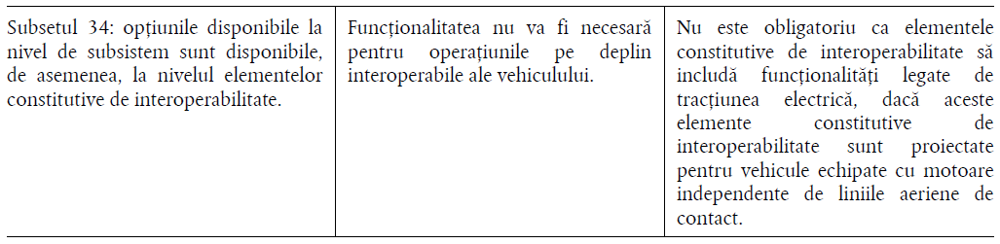 Subsetul 34: opțiunile disponibile la
nivel de subsistem sunt disponibile,
de asemenea, la nivelul elementelor
constitutive de interoperabilitate.
Funcționalitatea nu va fi necesară
pentru operațiunile pe deplin
interoperabile ale vehiculului.
Nu este obligatoriu ca elementele
constitutive de interoperabilitate să
includă funcționalități legate de
tracțiunea electrică, dacă aceste
elemente constitutive de
interoperabilitate sunt proiectate
pentru vehicule echipate cu motoare
independente de liniile aeriene de
contact.